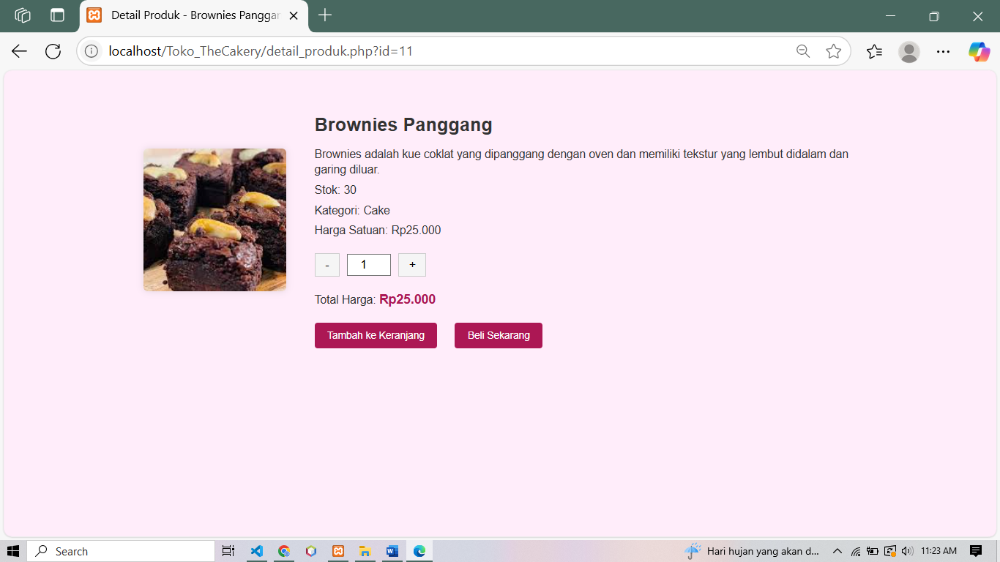 Detail Produk - Brownies Panggan
localhost/Toko_TheCakery/detail_produk.php?id=11
Brownies Panggang
Brownies adalah kue coklat yang dipanggang dengan oven dan memiliki tekstur yang lembut didalam dan
garing diluar.
Stok: 30
Kategori: Cake
Harga Satuan: Rp25.000
- 1 +
Total Harga: Rp25.000
Tambah ke Keranjang Beli Sekarang
Search Hari hujan yang akan d... 11:23 AM